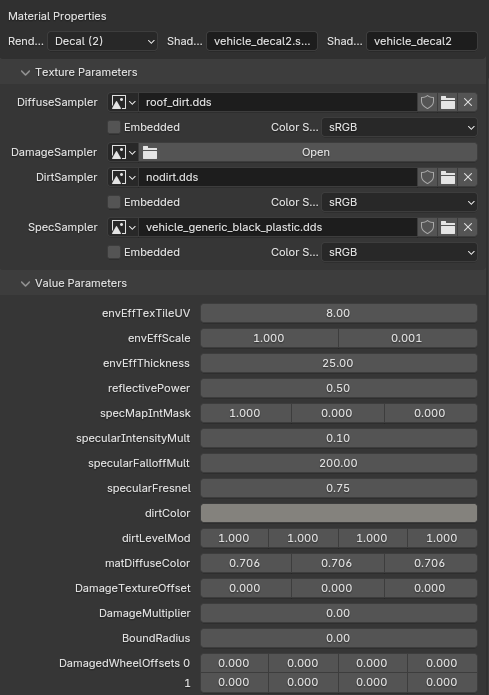 Material Properties
Rend... Decal (2) Shad... vehicle_decal2.s... Shad... vehicle_decal2
Texture Parameters
DiffuseSampler roof_dirt.dds
Embedded Color S... sRGB
DamageSampler Open
DirtSampler nodirt.dds
Embedded Color S... sRGB
SpecSampler vehicle_generic_black_plastic.dds
Embedded Color S... sRGB
Value Parameters
envEffTexTileUV 8.00
envEffScale 1.000 0.001
envEffThickness 25.00
reflectivePower 0.50
specMapIntMask 1.000 0.000 0.000
specularIntensityMult 0.10
specularFalloffMult 200.00
specularFresnel 0.75
dirtColor
dirtLevelMod 1.000 1.000 1.000 1.000
matDiffuseColor 0.706 0.706 0.706
DamageTextureOffset 0.000 0.000 0.000
DamageMultiplier 0.00
BoundRadius 0.00
DamagedWheelOffsets 0 0.000 0.000 0.000 0.000
1 0.000 0.000 0.000 0.000